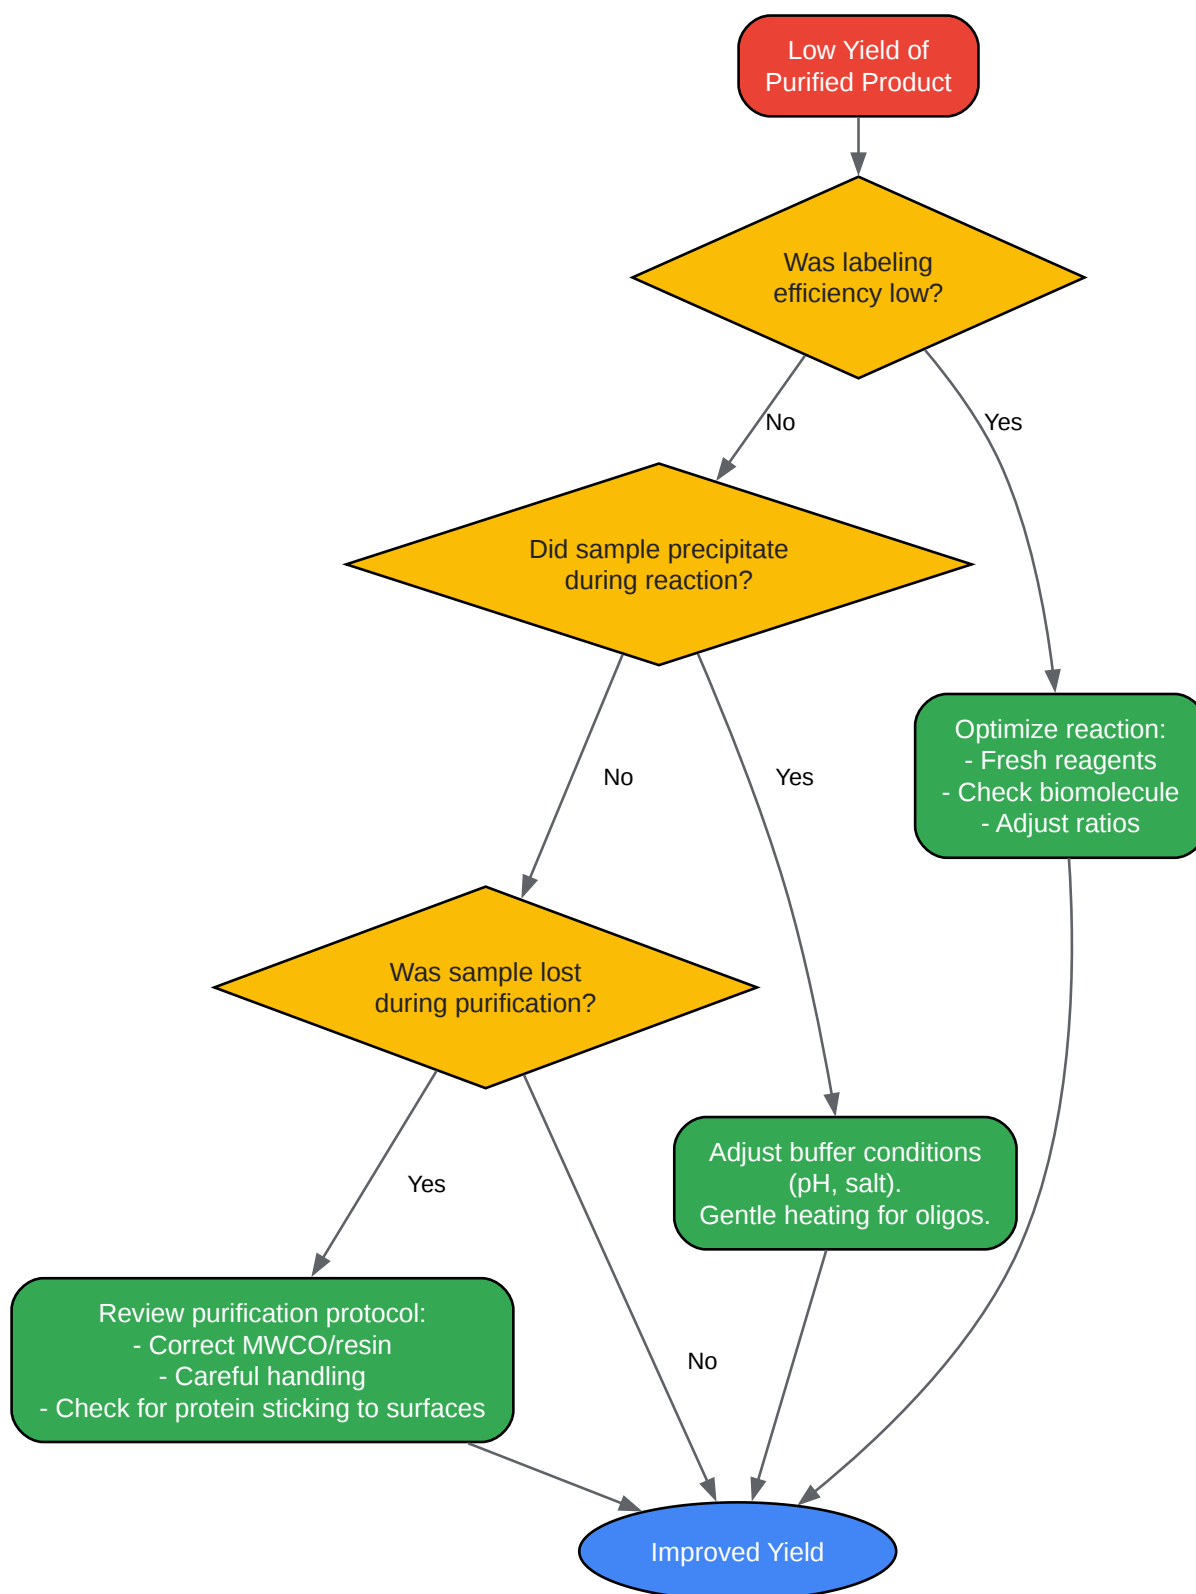 Low Yield of
Purified Product
Was labeling
efficiency low?
No
Yes
Did sample precipitate
during reaction?
Optimize reaction:
- Fresh reagents
- Check biomolecule
- Adjust ratios
No
Yes
Was sample lost
during purification?
Adjust buffer conditions
(pH, salt).
Gentle heating for oligos.
Yes
Review purification protocol:
- Correct MWCO/resin
- Careful handling
- Check for protein sticking to surfaces
No
Improved Yield